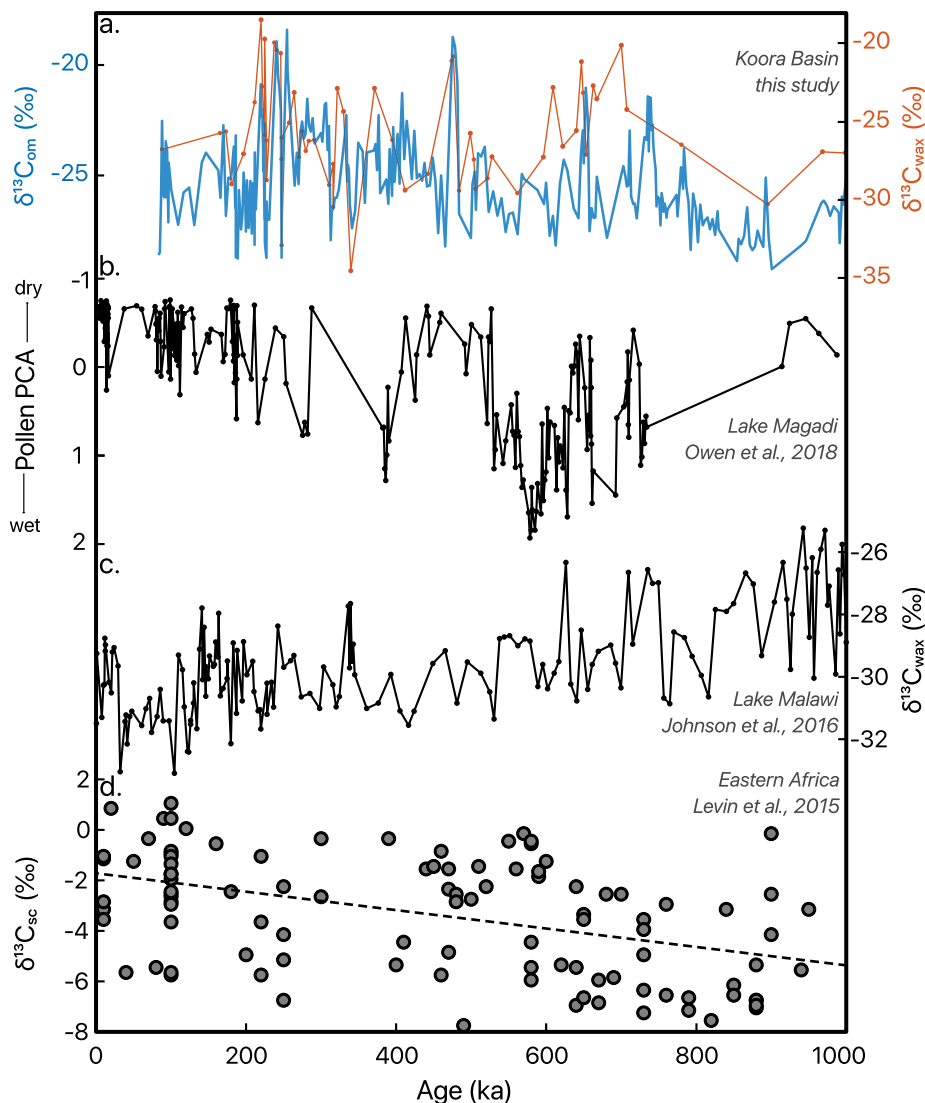 a.
-20
-25
δ¹³Com (‰)
-20
-25
-30
-35
δ¹³Cwax (‰)
Koora Basin
this study
b.
-1
0
1
2
dry
Pollen PCA
wet
Lake Magadi
Owen et al., 2018
c.
-26
-28
-30
-32
δ¹³Cwax (‰)
Lake Malawi
Johnson et al., 2016
d.
2
0
-2
-4
-6
-8
δ¹³Csc (‰)
Eastern Africa
Levin et al., 2015
0
200
400
600
800
1000
Age (ka)